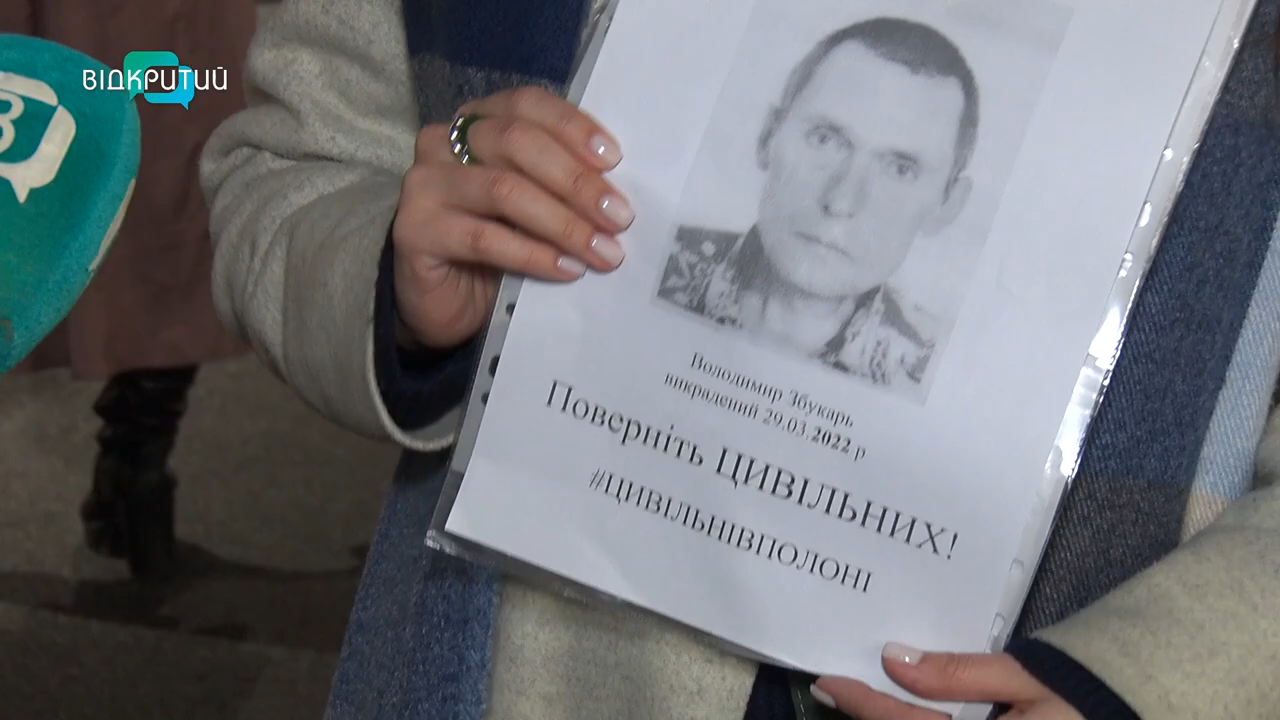 ВІДКРИТИЙ
Володимир Збукарь
викрадений 29.03.2022 р
Поверніть ЦИВІЛЬНИХ!
#ЦИВІЛЬНІВПОЛОНІ